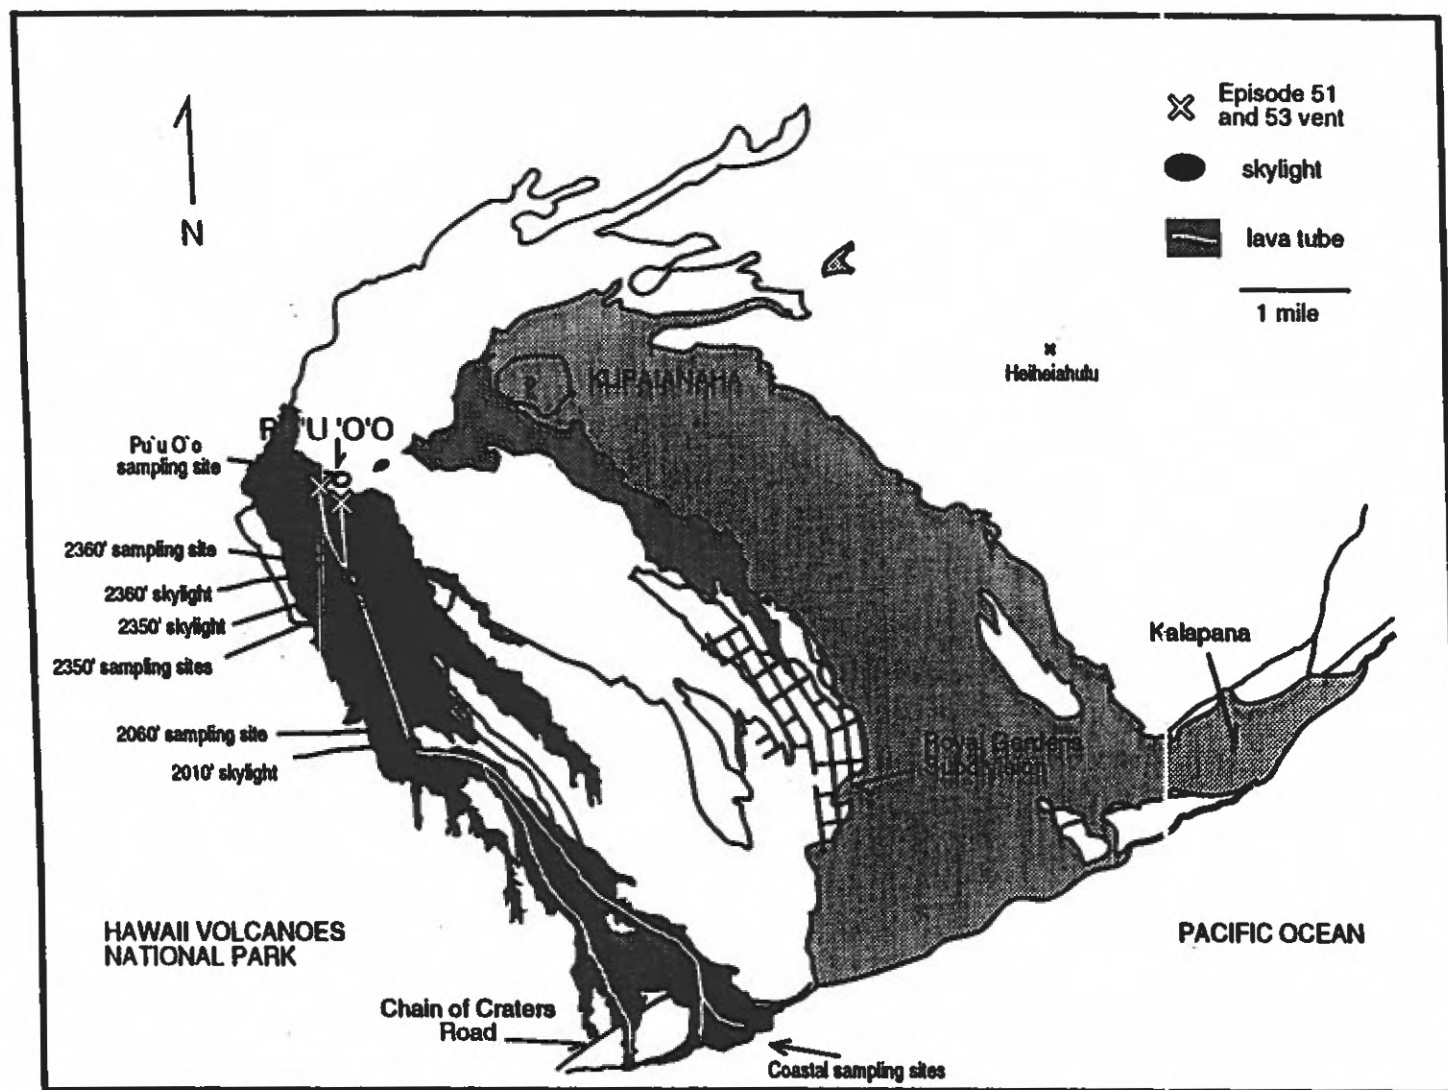 Episode 51
and 53 vent
skylight
lava tube
1 mile
N
KUPAIANAHA
Heiheiahulu
'U 'O'O
Pu`u O`o
sampling site
2360' sampling site
2360' skylight
2350' skylight
2350' sampling sites
Kalapana
2060' sampling site
2010' skylight
Royal Gardens
Subdivision
HAWAII VOLCANOES
NATIONAL PARK
PACIFIC OCEAN
Chain of Craters
Road
Coastal sampling sites